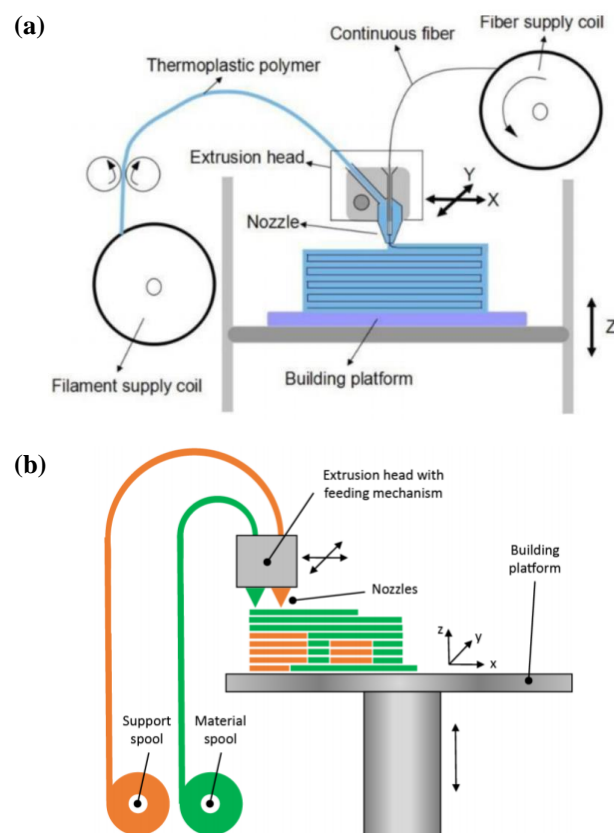 (a)
Fiber supply coil
Continuous fiber
Thermoplastic polymer
Extrusion head
Y
X
Nozzle
Z
Filament supply coil
Building platform
(b)
Extrusion head with
feeding mechanism
Building
platform
Nozzles
z
y
x
Support
spool
Material
spool